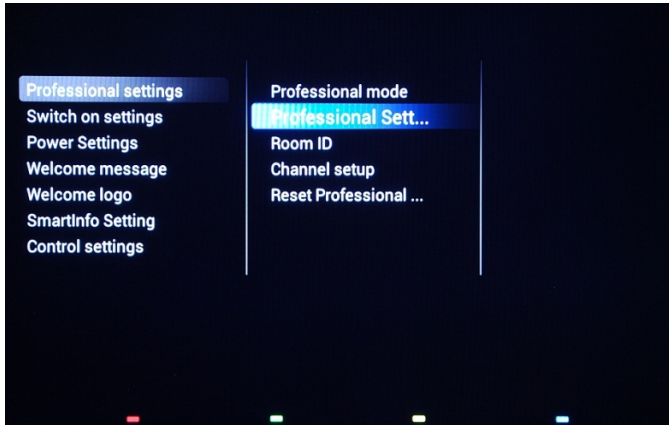 Professional settings
Switch on settings
Power Settings
Welcome message
Welcome logo
SmartInfo Setting
Control settings
Professional mode
Professional Sett...
Room ID
Channel setup
Reset Professional ...